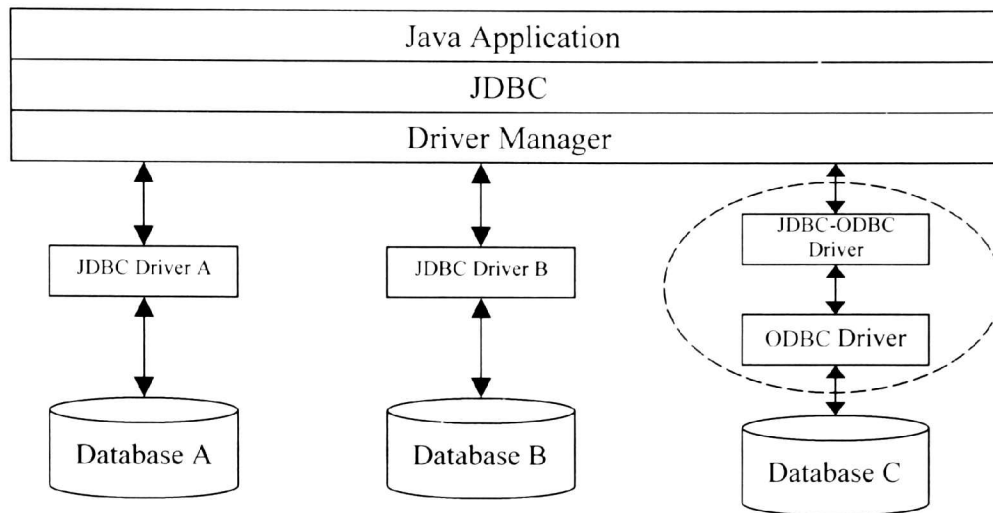 Java Application
JDBC
Driver Manager
JDBC Driver A
JDBC Driver B
JDBC-ODBC
Driver
ODBC Driver
Database A
Database B
Database C